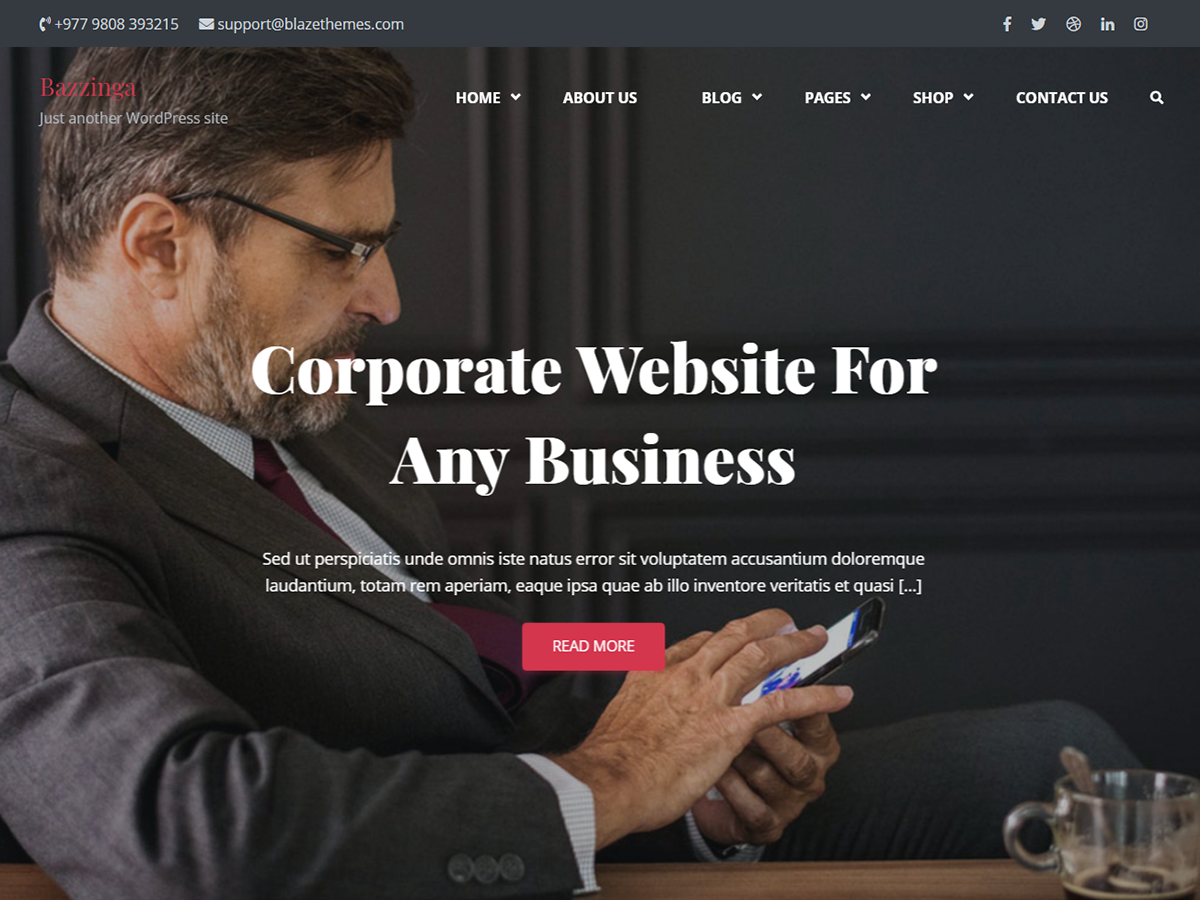 +977 9808 393215 support@blazethemes.com
Bazzinga
Just another WordPress site
HOME ABOUT US BLOG PAGES SHOP CONTACT US
Corporate Website For
Any Business
Sed ut perspiciatis unde omnis iste natus error sit voluptatem accusantium doloremque
laudantium, totam rem aperiam, eaque ipsa quae ab illo inventore veritatis et quasi [...]
READ MORE